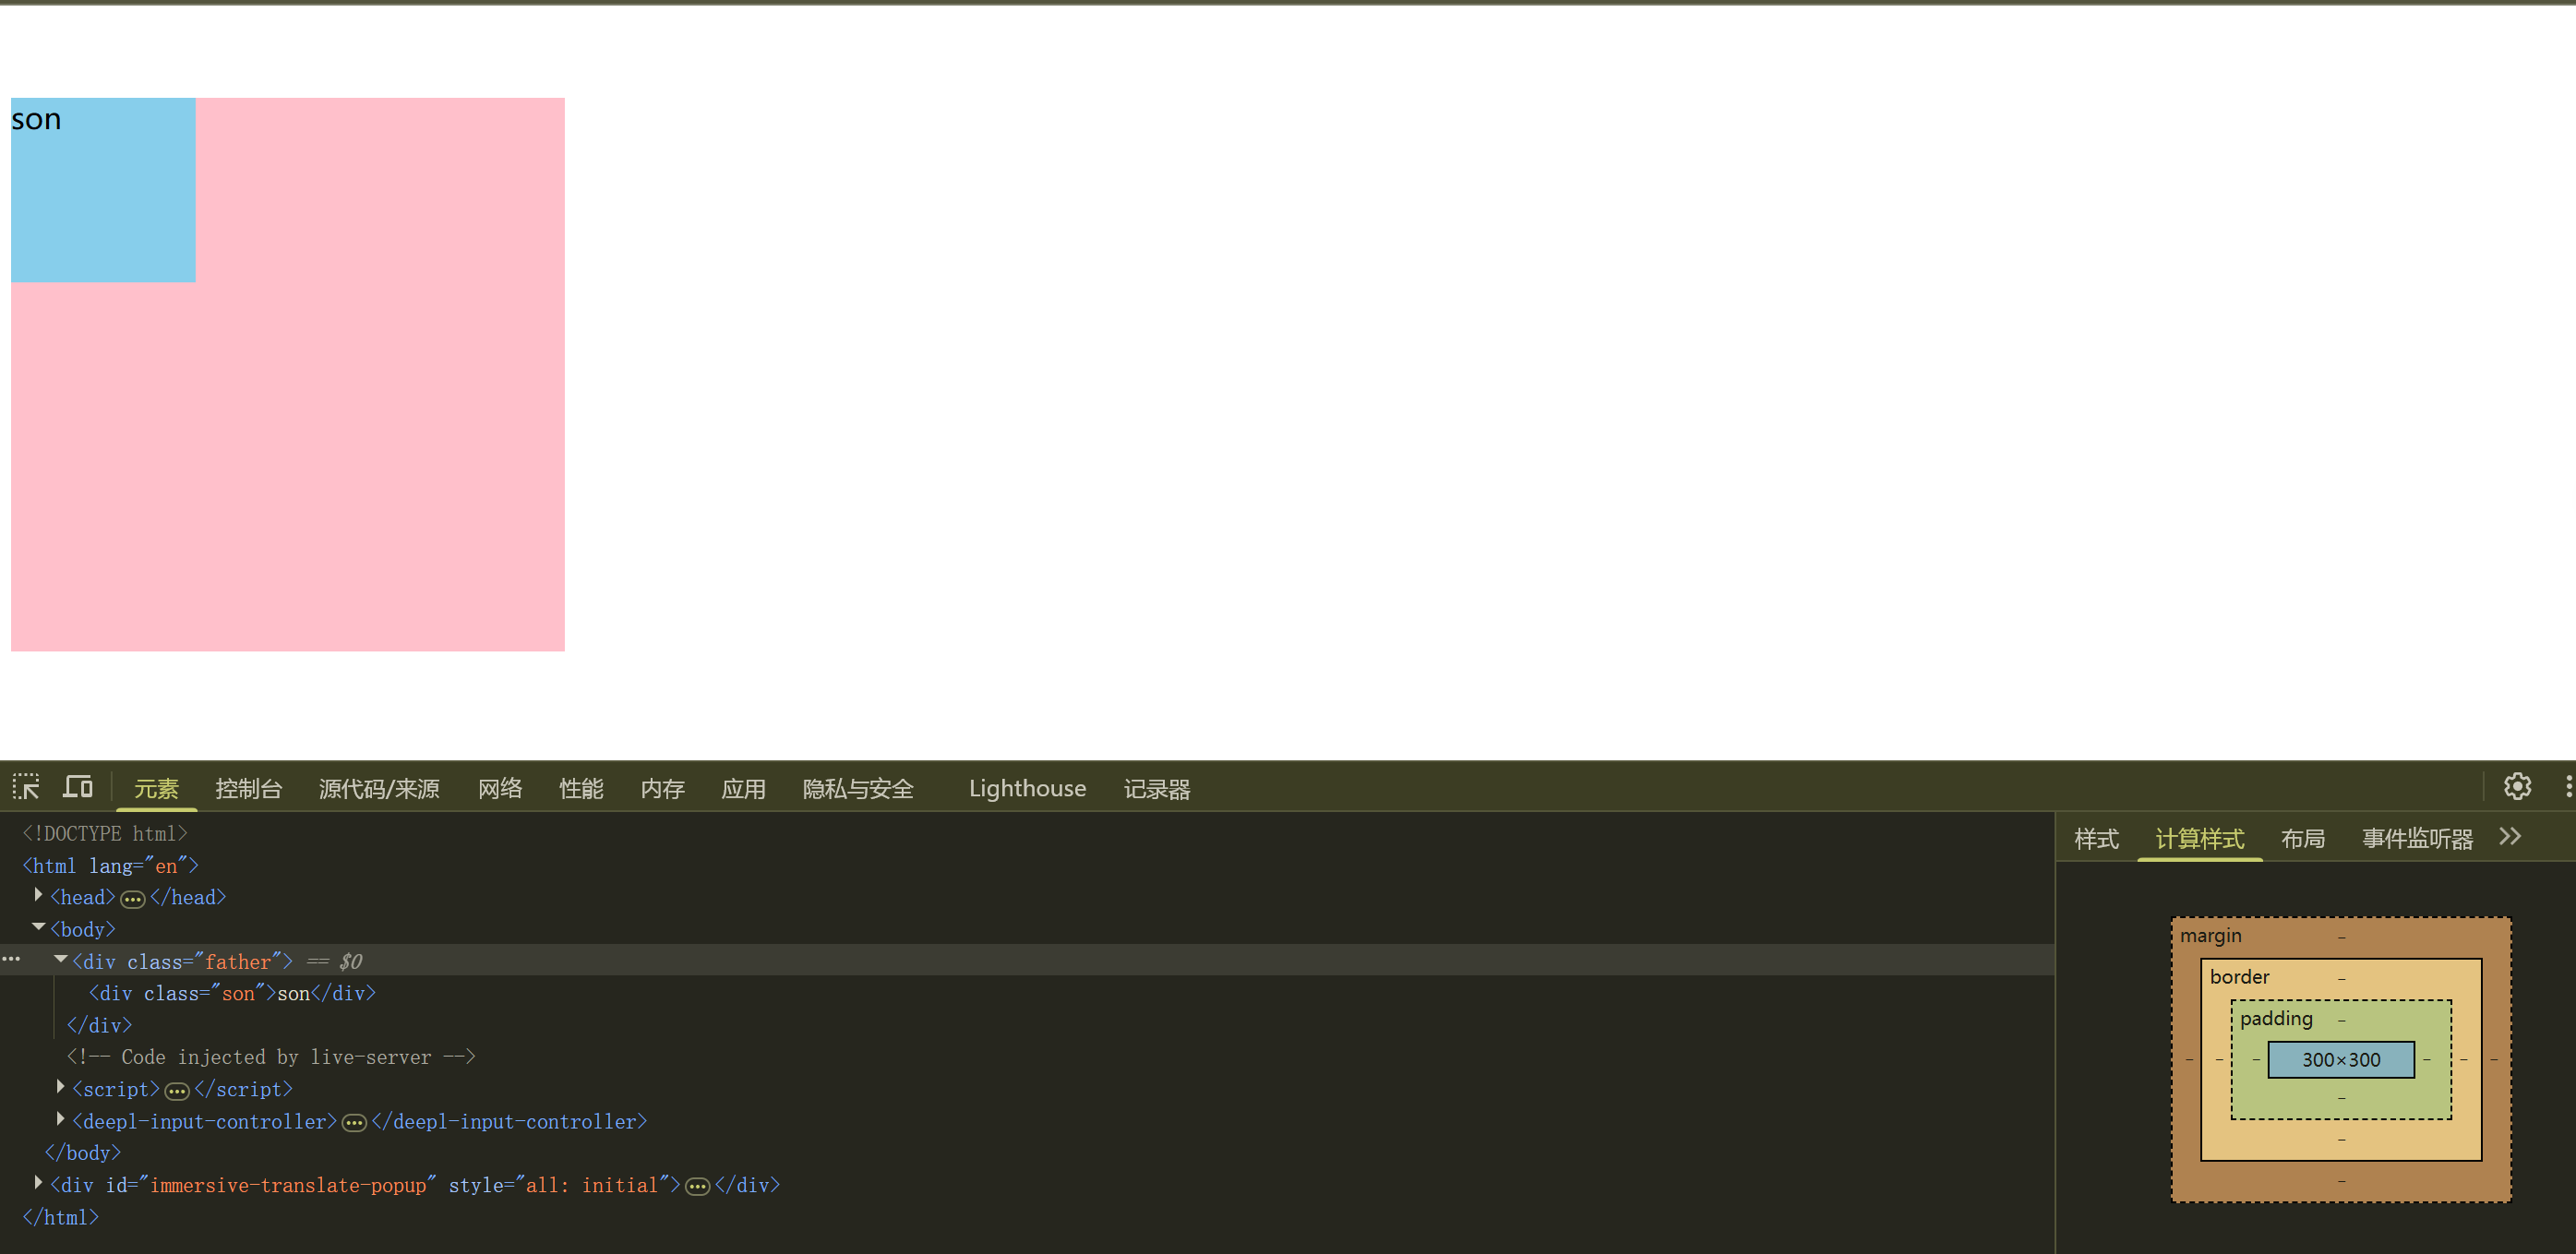 son
元素 控制台 源代码/来源 网络 性能 内存 应用 隐私与安全 Lighthouse 记录器
<!DOCTYPE html>
<html lang="en">
<head>…</head>
<body>
<div class="father"> == $0
<div class="son">son</div>
</div>
<!-- Code injected by live-server -->
<script>…</script>
<deepl-input-controller>…</deepl-input-controller>
</body>
<div id="immersive-translate-popup" style="all: initial">…</div>
</html>
样式 计算样式 布局 事件监听器
margin -
border -
padding -
- - - 300×300 - - -
-
-
-